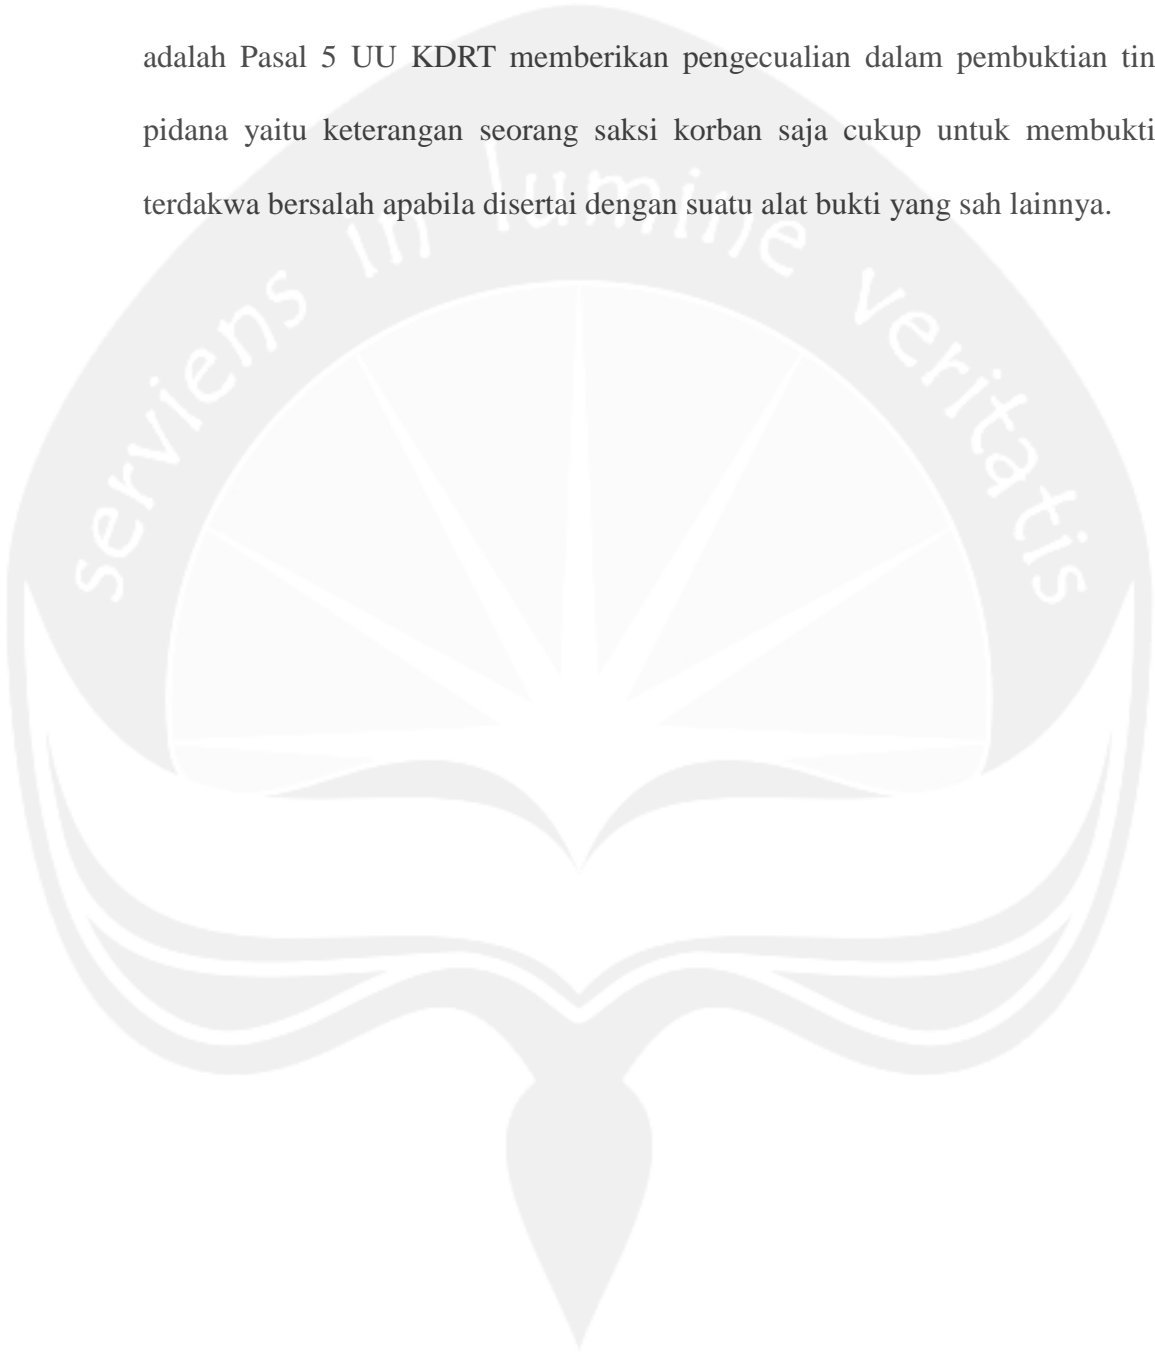 adalah Pasal 5 UU KDRT memberikan pengecualian dalam pembuktian tin
pidana yaitu keterangan seorang saksi korban saja cukup untuk membukti
terdakwa bersalah apabila disertai dengan suatu alat bukti yang sah lainnya.
serviens in lumine veritatis